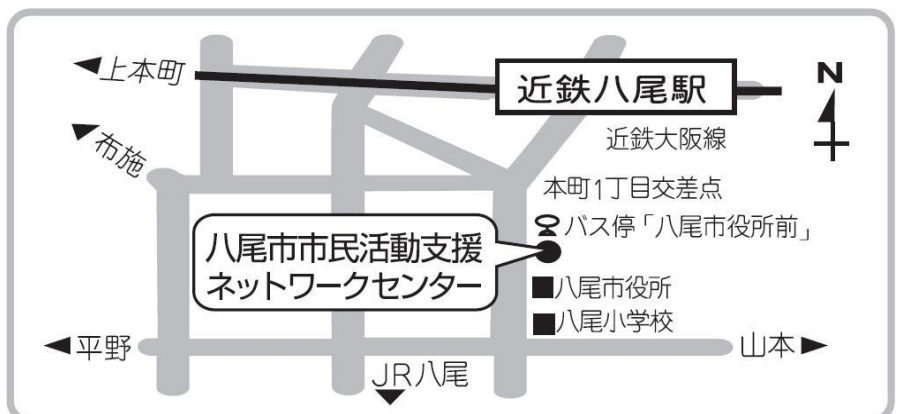 上本町
近鉄八尾駅
N
布施
近鉄大阪線
本町1丁目交差点
バス停「八尾市役所前」
八尾市市民活動支援
ネットワークセンター
八尾市役所
八尾小学校
平野
山本
JR八尾